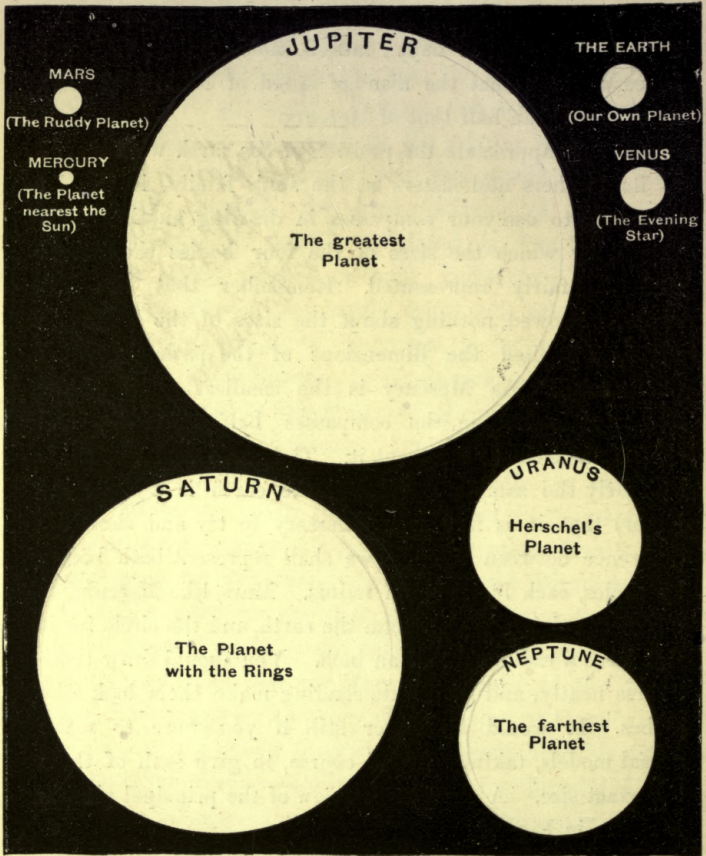 JUPITER
The greatest
Planet
MARS
(The Ruddy Planet)
MERCURY
(The Planet
nearest the
Sun)
THE EARTH
(Our Own Planet)
VENUS
(The Evening
Star)
SATURN
The Planet
with the Rings
URANUS
Herschel's
Planet
NEPTUNE
The farthest
Planet